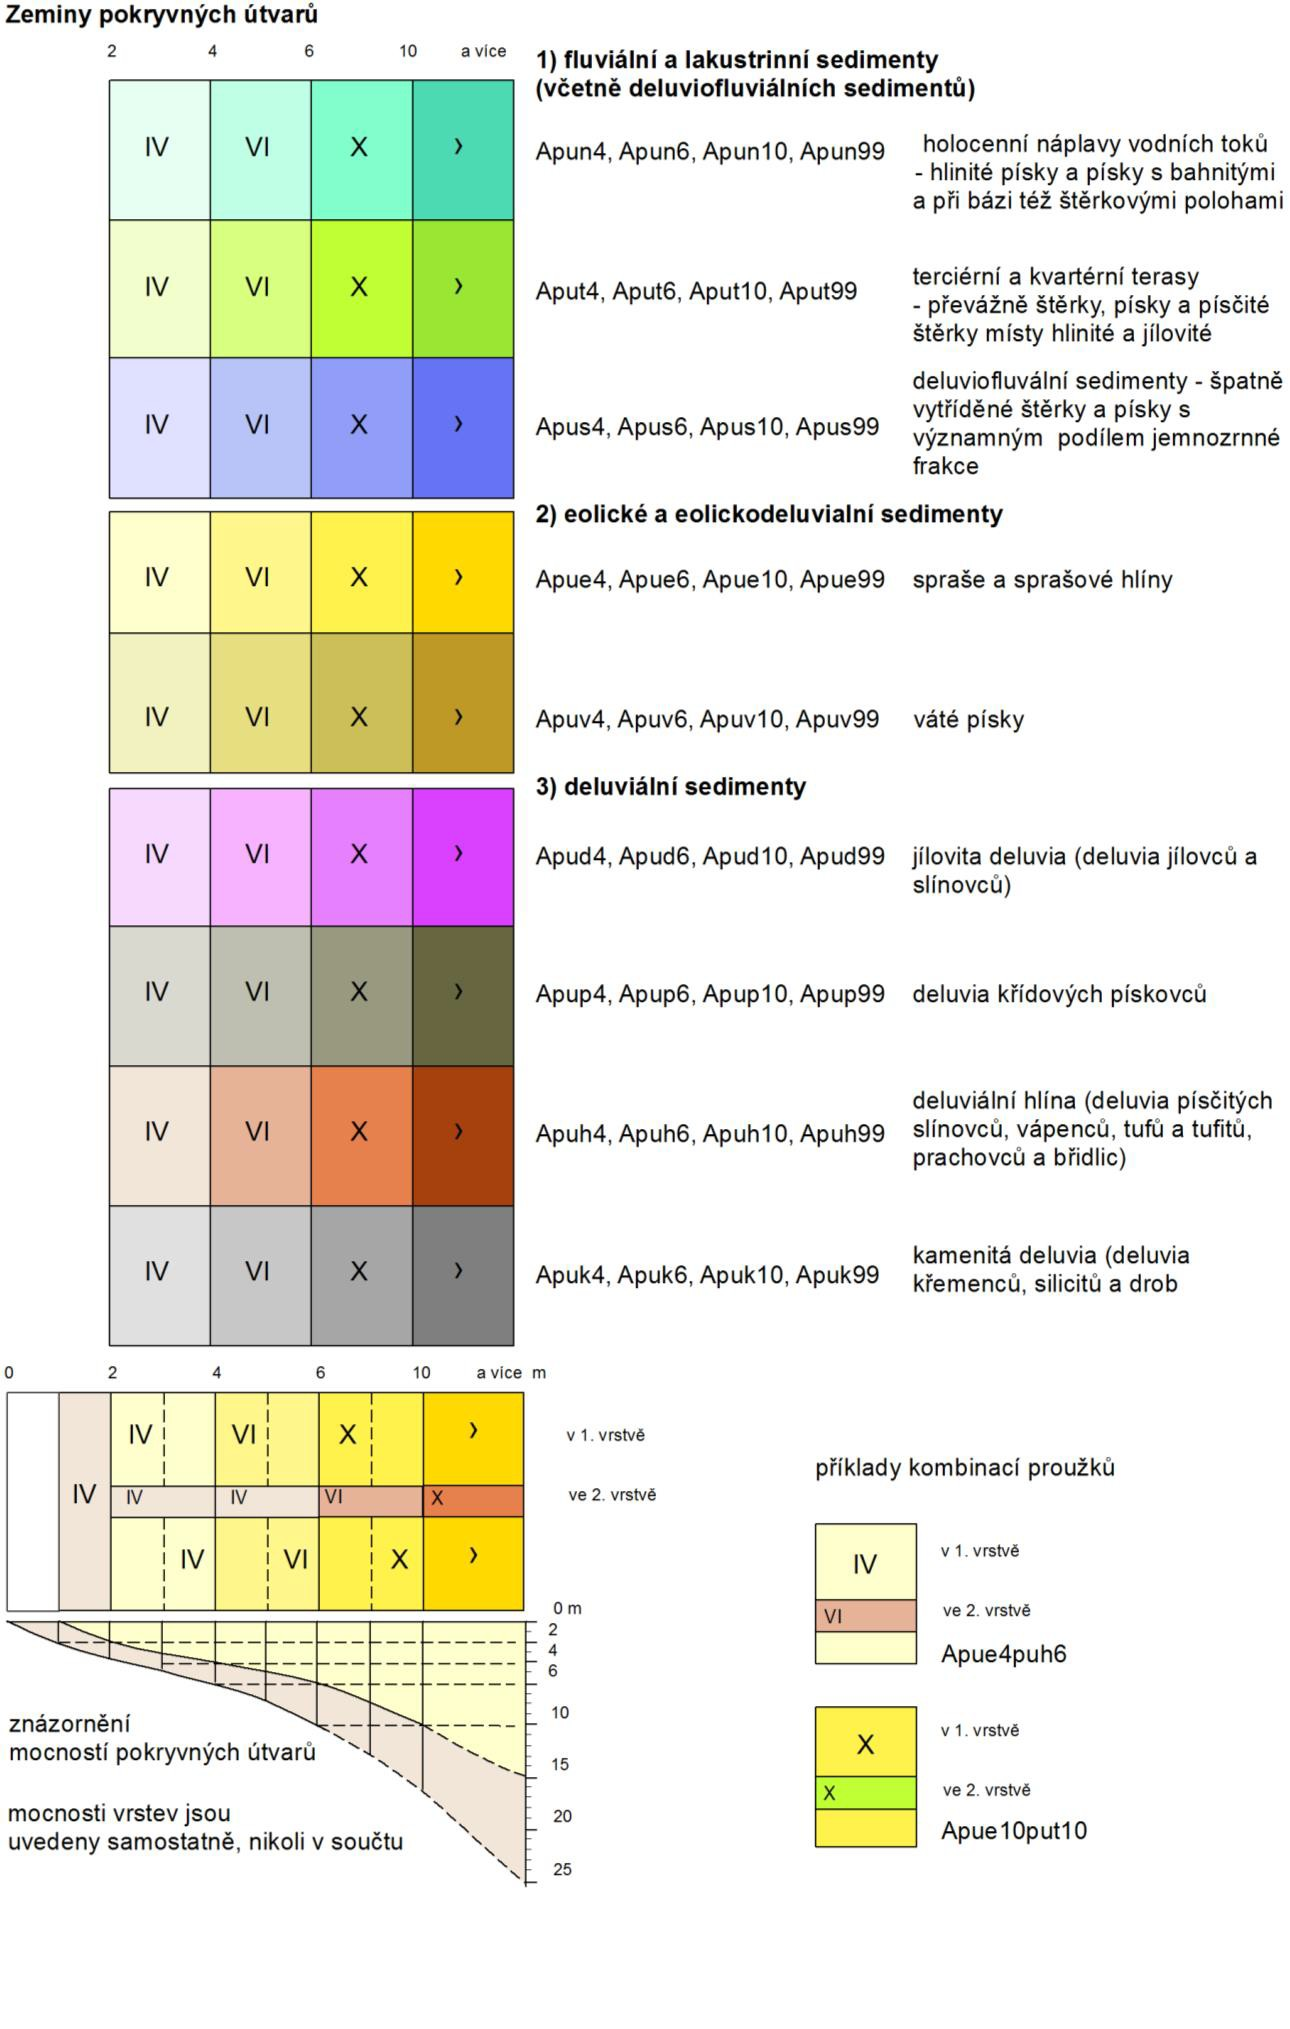 Zeminy pokryvných útvarů
2 4 6 10 a více
1) fluviální a lakustrinní sedimenty
(včetně deluviofluviálních sedimentů)
IV VI X ›
Apun4, Apun6, Apun10, Apun99
holocenní náplavy vodních toků
- hlinité písky a písky s bahnitými
a při bázi též štěrkovými polohami
IV VI X ›
Aput4, Aput6, Aput10, Aput99
terciérní a kvartérní terasy
- převážně štěrky, písky a písčité
štěrky místy hlinité a jílovité
IV VI X ›
Apus4, Apus6, Apus10, Apus99
deluviofluvální sedimenty - špatně
vytříděné štěrky a písky s
významným podílem jemnozrnné
frakce
2) eolické a eolickodeluvialní sedimenty
IV VI X ›
Apue4, Apue6, Apue10, Apue99
spraše a sprašové hlíny
IV VI X ›
Apuv4, Apuv6, Apuv10, Apuv99
váté písky
3) deluviální sedimenty
IV VI X ›
Apud4, Apud6, Apud10, Apud99
jílovita deluvia (deluvia jílovců a
slínovců)
IV VI X ›
Apup4, Apup6, Apup10, Apup99
deluvia křídových pískovců
IV VI X ›
Apuh4, Apuh6, Apuh10, Apuh99
deluviální hlína (deluvia písčitých
slínovců, vápenců, tufů a tufitů,
prachovců a břidlic)
IV VI X ›
Apuk4, Apuk6, Apuk10, Apuk99
kamenitá deluvia (deluvia
křemenců, silicitů a drob
0 2 4 6 10 a více m
IV VI X ›
v 1. vrstvě
IV IV IV VI X
ve 2. vrstvě
IV VI X ›
0 m
2
4
6
10
15
20
25
znázornění
mocností pokryvných útvarů
mocnosti vrstev jsou
uvedeny samostatně, nikoli v součtu
příklady kombinací proužků
IV
v 1. vrstvě
VI
ve 2. vrstvě
Apue4puh6
X
v 1. vrstvě
X
ve 2. vrstvě
Apue10put10